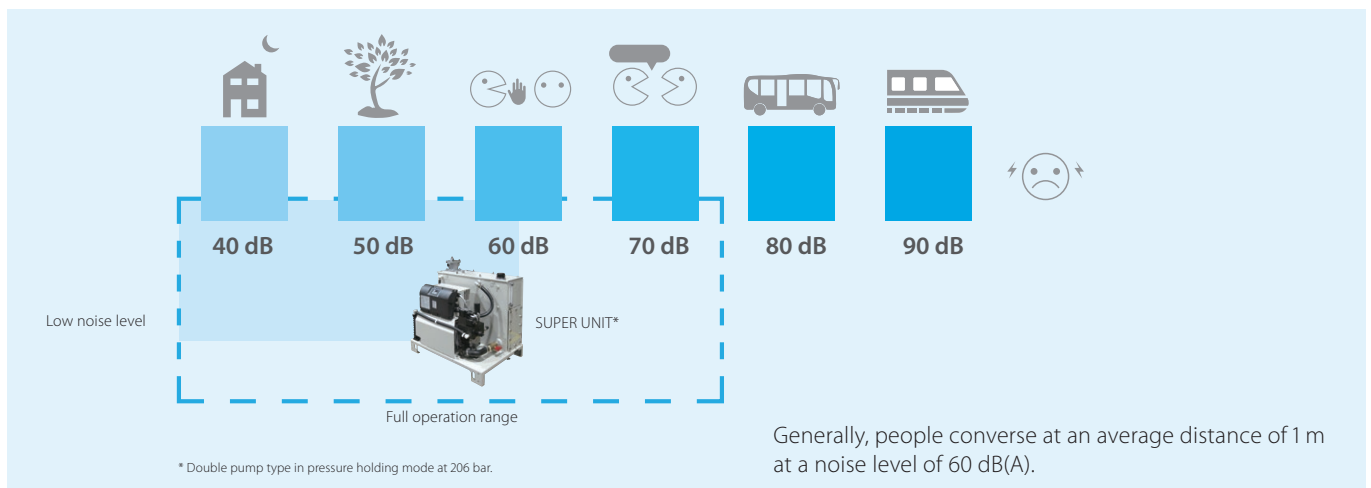 40 dB
50 dB
60 dB
70 dB
80 dB
90 dB
Low noise level
SUPER UNIT*
Full operation range
Generally, people converse at an average distance of 1 m
at a noise level of 60 dB(A).
* Double pump type in pressure holding mode at 206 bar.